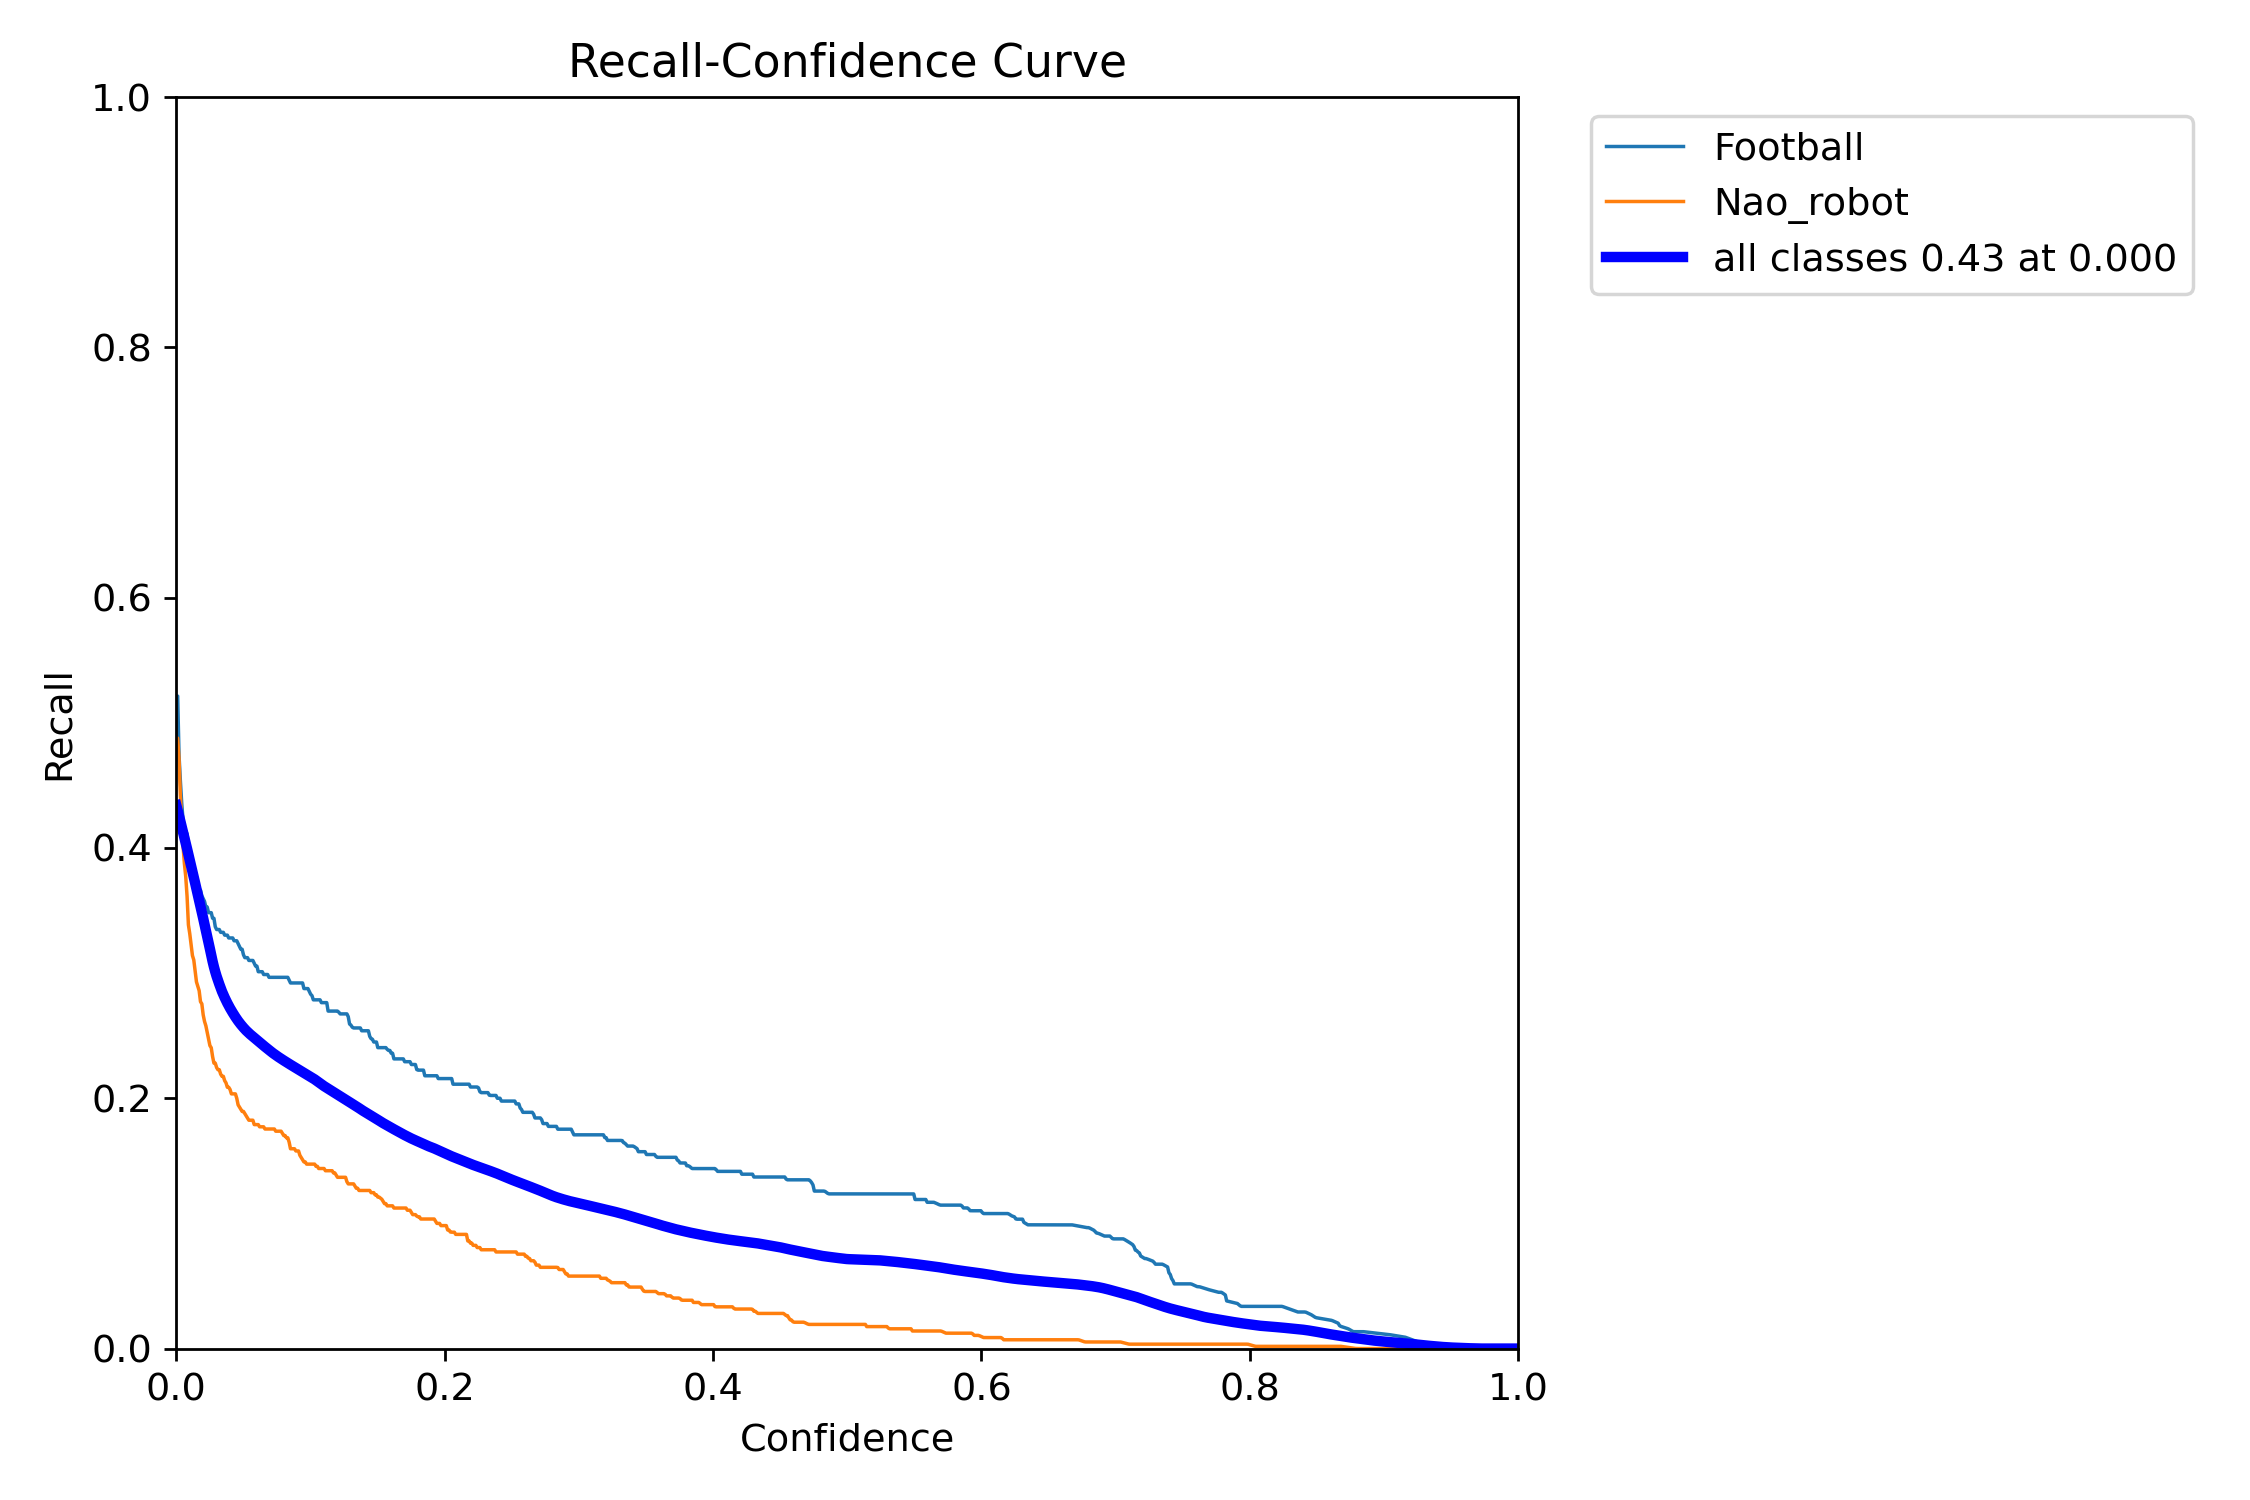 Recall-Confidence Curve
1.0
0.8
0.6
0.4
0.2
0.0
Recall
0.0 0.2 0.4 0.6 0.8 1.0
Confidence
Football
Nao_robot
all classes 0.43 at 0.000